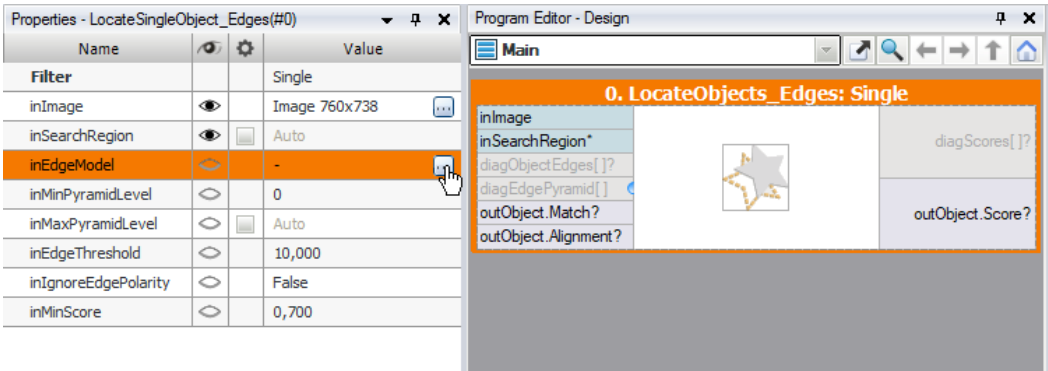 Properties - LocateSingleObject_Edges(#0)
Name Value
Filter Single
inImage Image 760x738 ...
inSearchRegion Auto
inEdgeModel - ...
inMinPyramidLevel 0
inMaxPyramidLevel Auto
inEdgeThreshold 10,000
inIgnoreEdgePolarity False
inMinScore 0,700
Program Editor - Design
Main
0. LocateObjects_Edges: Single
inImage
inSearchRegion*
diagObjectEdges[ ]?
diagEdgePyramid[ ]
outObject.Match?
outObject.Alignment?
diagScores[ ]?
outObject.Score?